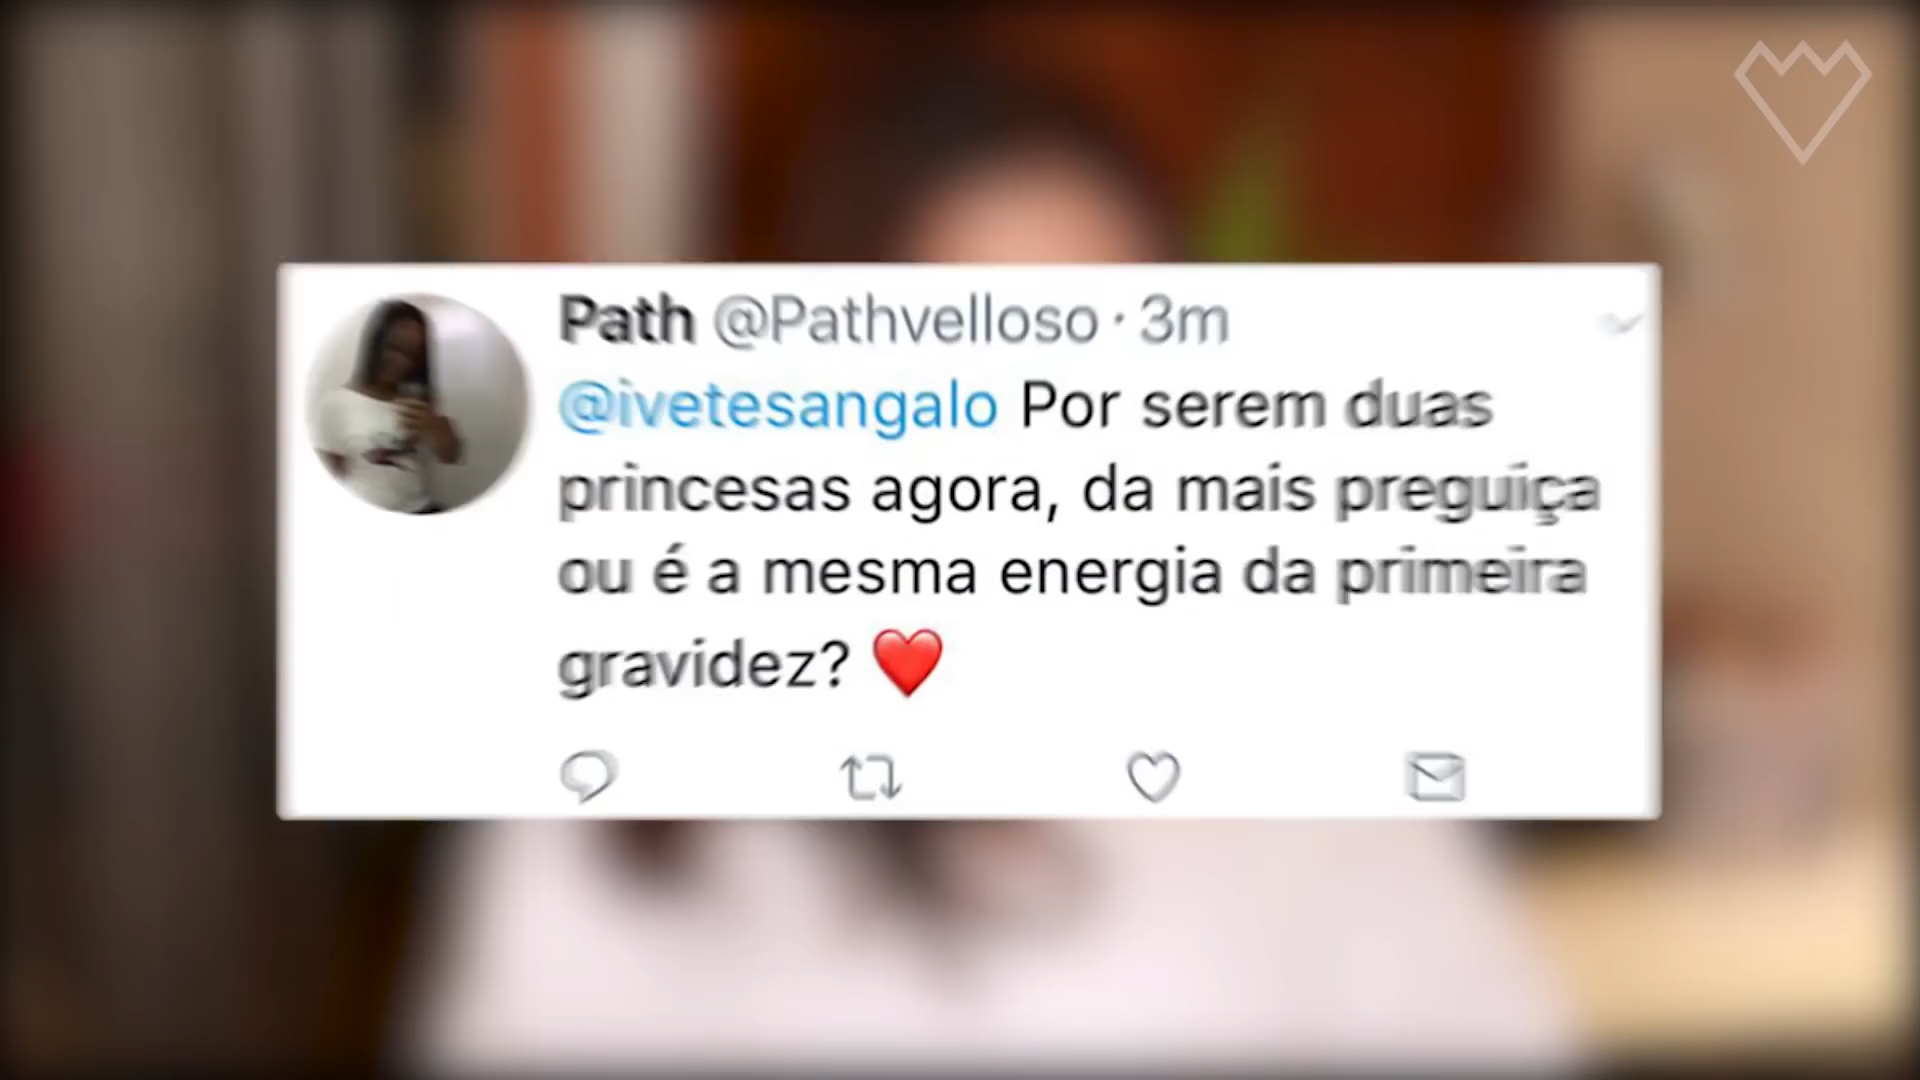 Path @Pathvelloso · 3m
@ivetesangalo Por serem duas
princesas agora, da mais preguiça
ou é a mesma energia da primeira
gravidez? ❤️